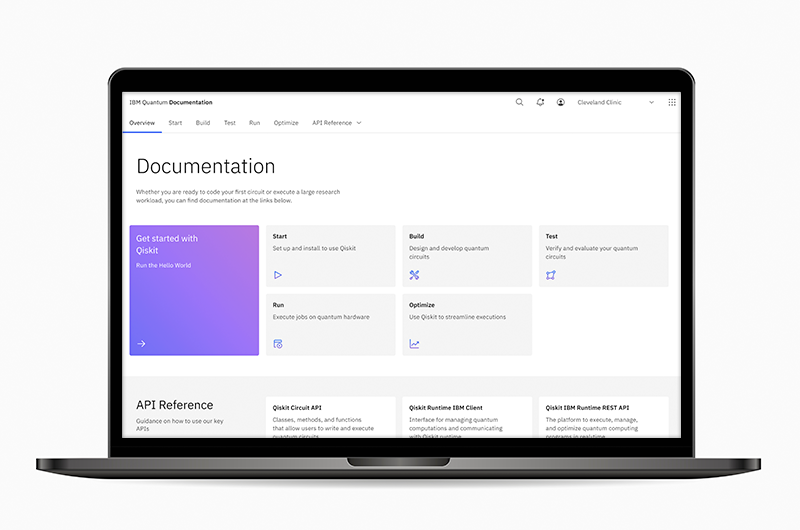 IBM Quantum Documentation
Cleveland Clinic
Overview Start Build Test Run Optimize API Reference
Documentation
Whether you are ready to code your first circuit or execute a large research
workload, you can find documentation at the links below.
Get started with
Qiskit
Run the Hello World
Start
Set up and install to use Qiskit
Build
Design and develop quantum
circuits
Test
Verify and evaluate your quantum
circuits
Run
Execute jobs on quantum hardware
Optimize
Use Qiskit to streamline executions
API Reference
Guidance on how to use our key
APIs
Qiskit Circuit API
Classes, methods, and functions
that allow users to write and execute
quantum circuits
Qiskit Runtime IBM Client
Interface for managing quantum
computations and communicating
with Qiskit runtime
Qiskit IBM Runtime REST API
The platform to execute, manage,
and optimize quantum computing
programs in real-time